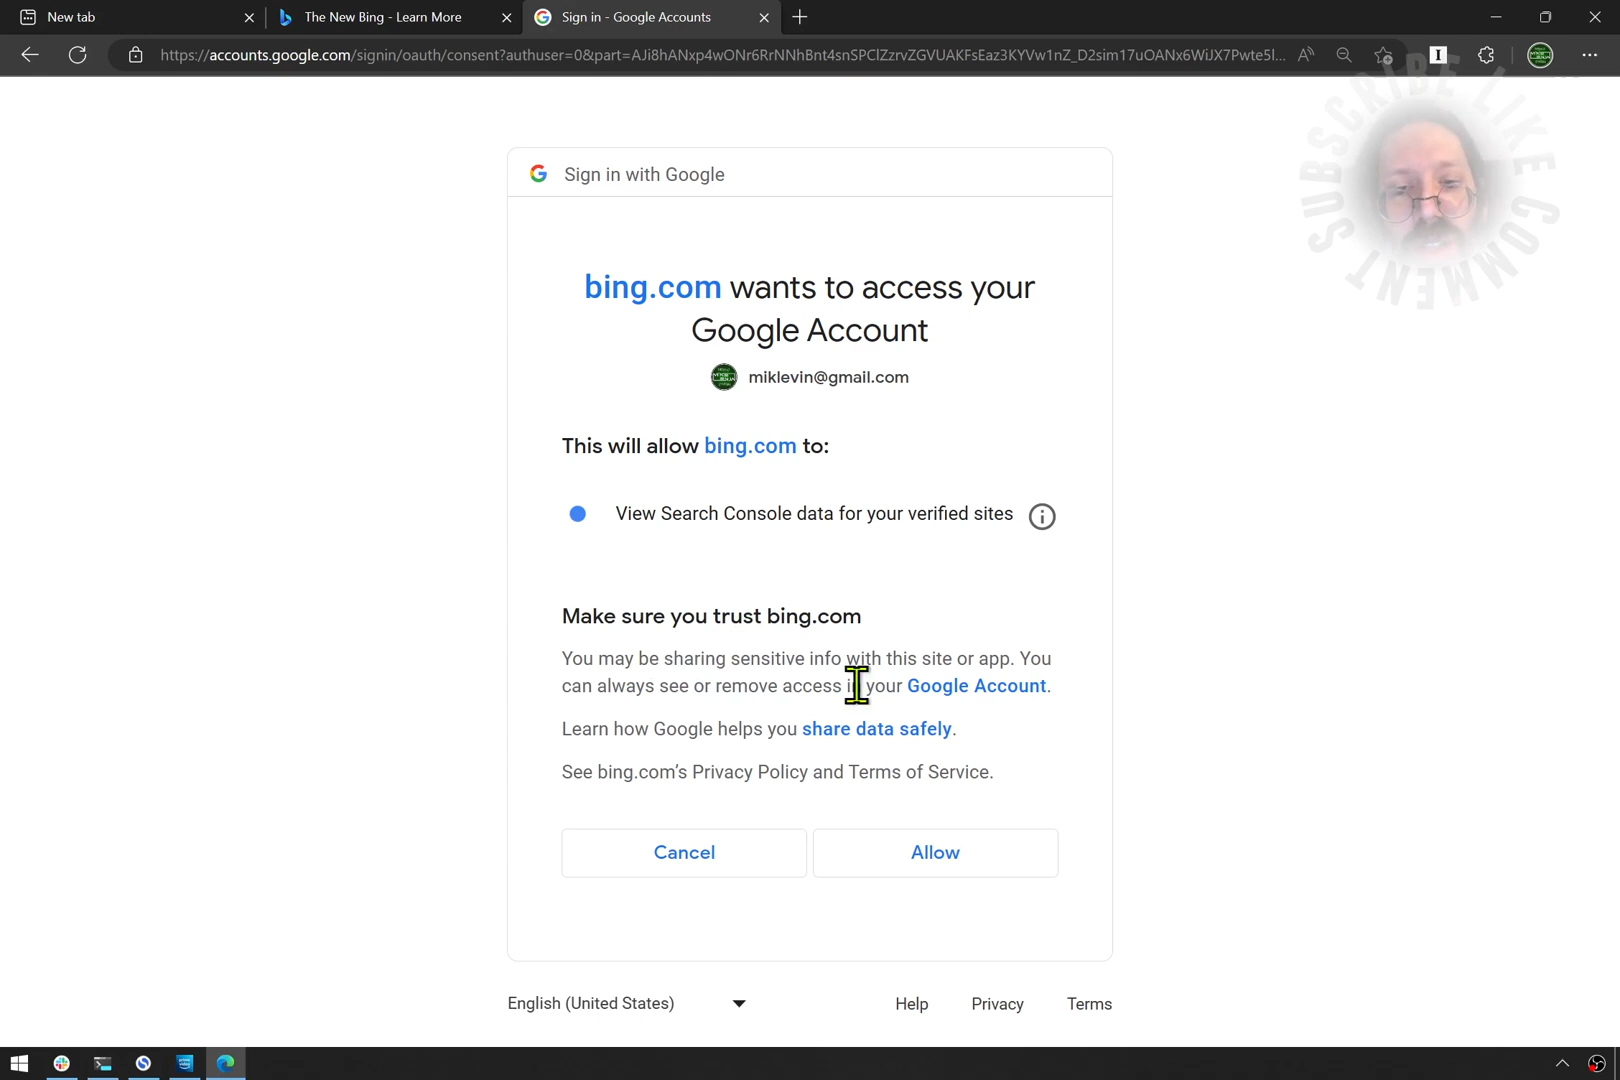 New tab
The New Bing - Learn More
Sign in - Google Accounts
https://accounts.google.com/signin/oauth/consent?authuser=0&part=AJi8hANxp4wONr6RrNNhBnt4snSPClZzrvZGVUAKFsEaz3KYVw1nZ_D2sim17uOANx6WiJX7Pwte5l...
SUBSCRIBE LIKE COMMENT
Sign in with Google
bing.com wants to access your
Google Account
miklevin@gmail.com
This will allow bing.com to:
View Search Console data for your verified sites
Make sure you trust bing.com
You may be sharing sensitive info with this site or app. You
can always see or remove access in your Google Account.
Learn how Google helps you share data safely.
See bing.com's Privacy Policy and Terms of Service.
Cancel
Allow
English (United States)
Help
Privacy
Terms